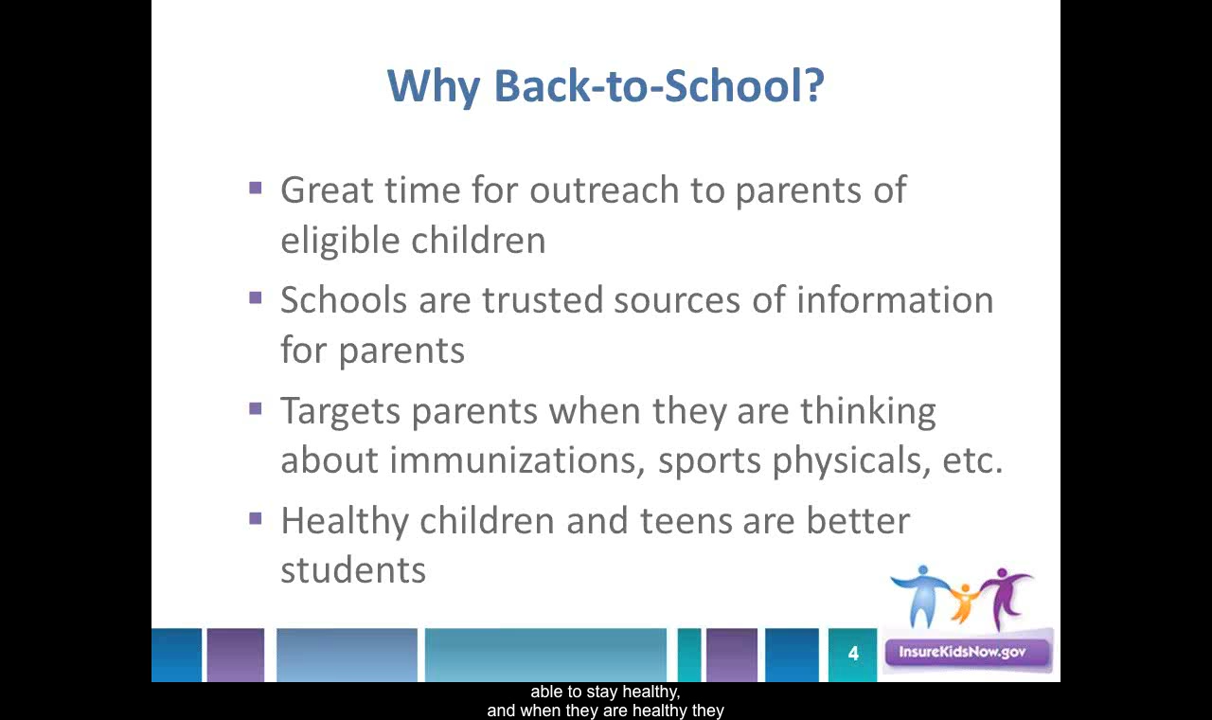 Why Back-to-School?
▪ Great time for outreach to parents of
eligible children
▪ Schools are trusted sources of information
for parents
▪ Targets parents when they are thinking
about immunizations, sports physicals, etc.
▪ Healthy children and teens are better
students
4
InsureKidsNow.gov
able to stay healthy,
and when they are healthy they